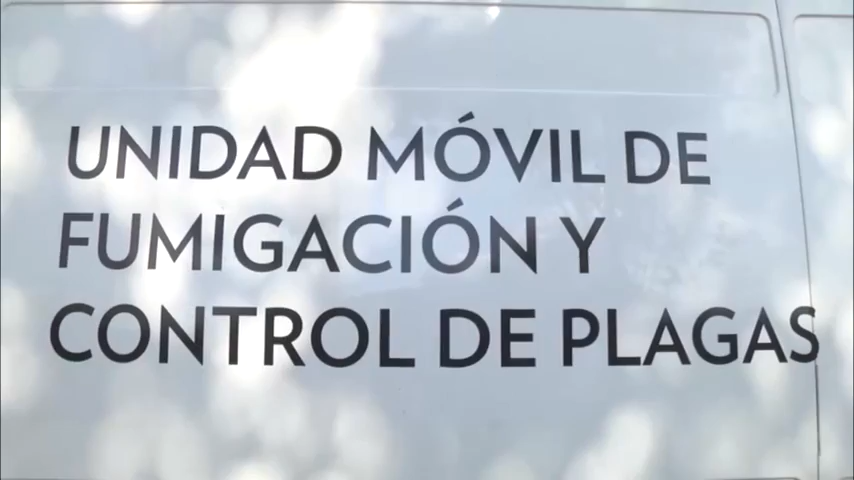 UNIDAD MÓVIL DE
FUMIGACIÓN Y
CONTROL DE PLAGAS